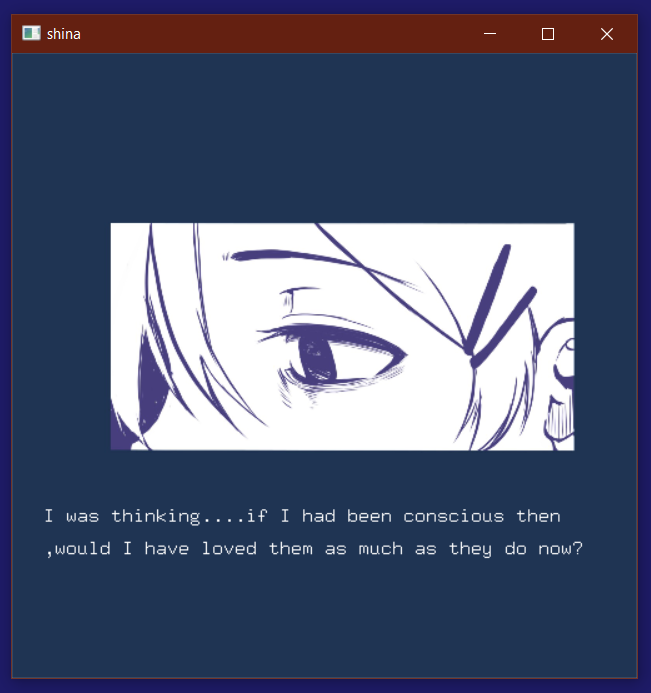 shina
I was thinking....if I had been conscious then
,would I have loved them as much as they do now?